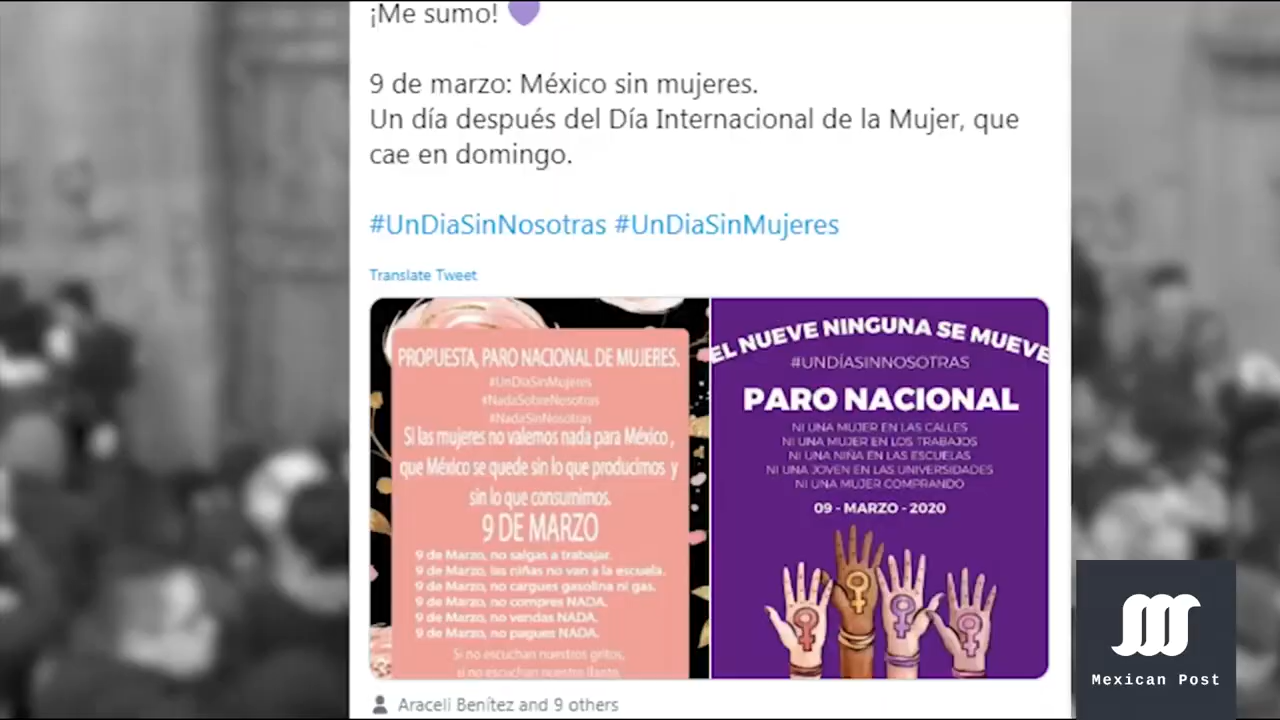 ¡Me sumo! 💜
9 de marzo: México sin mujeres.
Un día después del Día Internacional de la Mujer, que
cae en domingo.
#UnDiaSinNosotras #UnDiaSinMujeres
Translate Tweet
PROPUESTA, PARO NACIONAL DE MUJERES.
#UnDiaSinMujeres
#NadaSobreNosotras
#NadaSinNosotras
Si las mujeres no valemos nada para México,
que México se quede sin lo que producimos y
sin lo que consumimos.
9 DE MARZO
9 de Marzo, no salgas a trabajar.
9 de Marzo, las niñas no van a la escuela.
9 de Marzo, no cargues gasolina ni gas.
9 de Marzo, no compres NADA.
9 de Marzo, no vendas NADA.
9 de Marzo, no pagues NADA.
Si no escuchan nuestros gritos,
si no escuchan nuestro llanto,
EL NUEVE NINGUNA SE MUEVE
#UNDÍASINNOSOTRAS
PARO NACIONAL
NI UNA MUJER EN LAS CALLES
NI UNA MUJER EN LOS TRABAJOS
NI UNA NIÑA EN LAS ESCUELAS
NI UNA JOVEN EN LAS UNIVERSIDADES
NI UNA MUJER COMPRANDO
09 - MARZO - 2020
Araceli Benítez and 9 others
Mexican Post